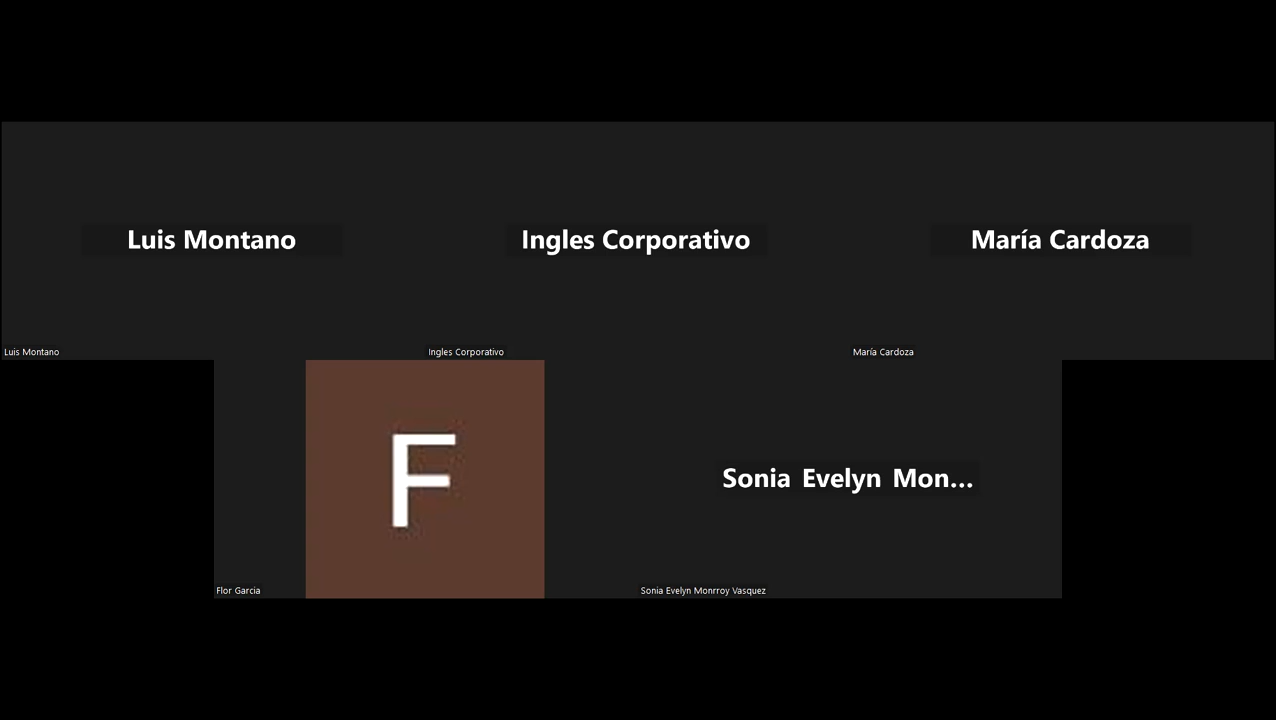 Luis Montano
Ingles Corporativo
María Cardoza
Luis Montano
Ingles Corporativo
María Cardoza
F
Sonia Evelyn Mon...
Flor Garcia
Sonia Evelyn Monrroy Vasquez